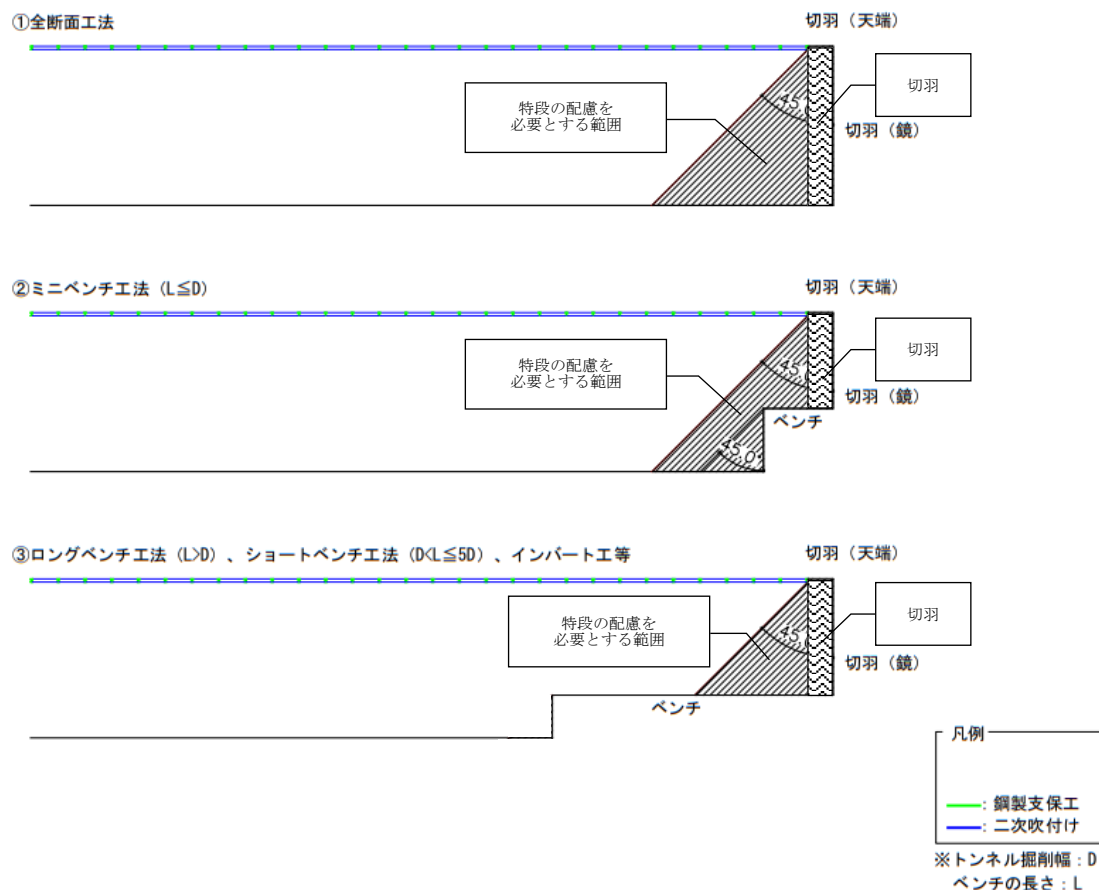 ①全断面工法
切羽（天端）
特段の配慮を
必要とする範囲
45.0
切羽
切羽（鏡）
②ミニベンチ工法（L≦D）
切羽（天端）
特段の配慮を
必要とする範囲
45.0
切羽
切羽（鏡）
ベンチ
45.0°
③ロングベンチ工法（L>D）、ショートベンチ工法（D<L≦5D）、インバート工等
切羽（天端）
特段の配慮を
必要とする範囲
45.0
切羽
切羽（鏡）
ベンチ
凡例
：鋼製支保工
：二次吹付け
※トンネル掘削幅：D
ベンチの長さ：L